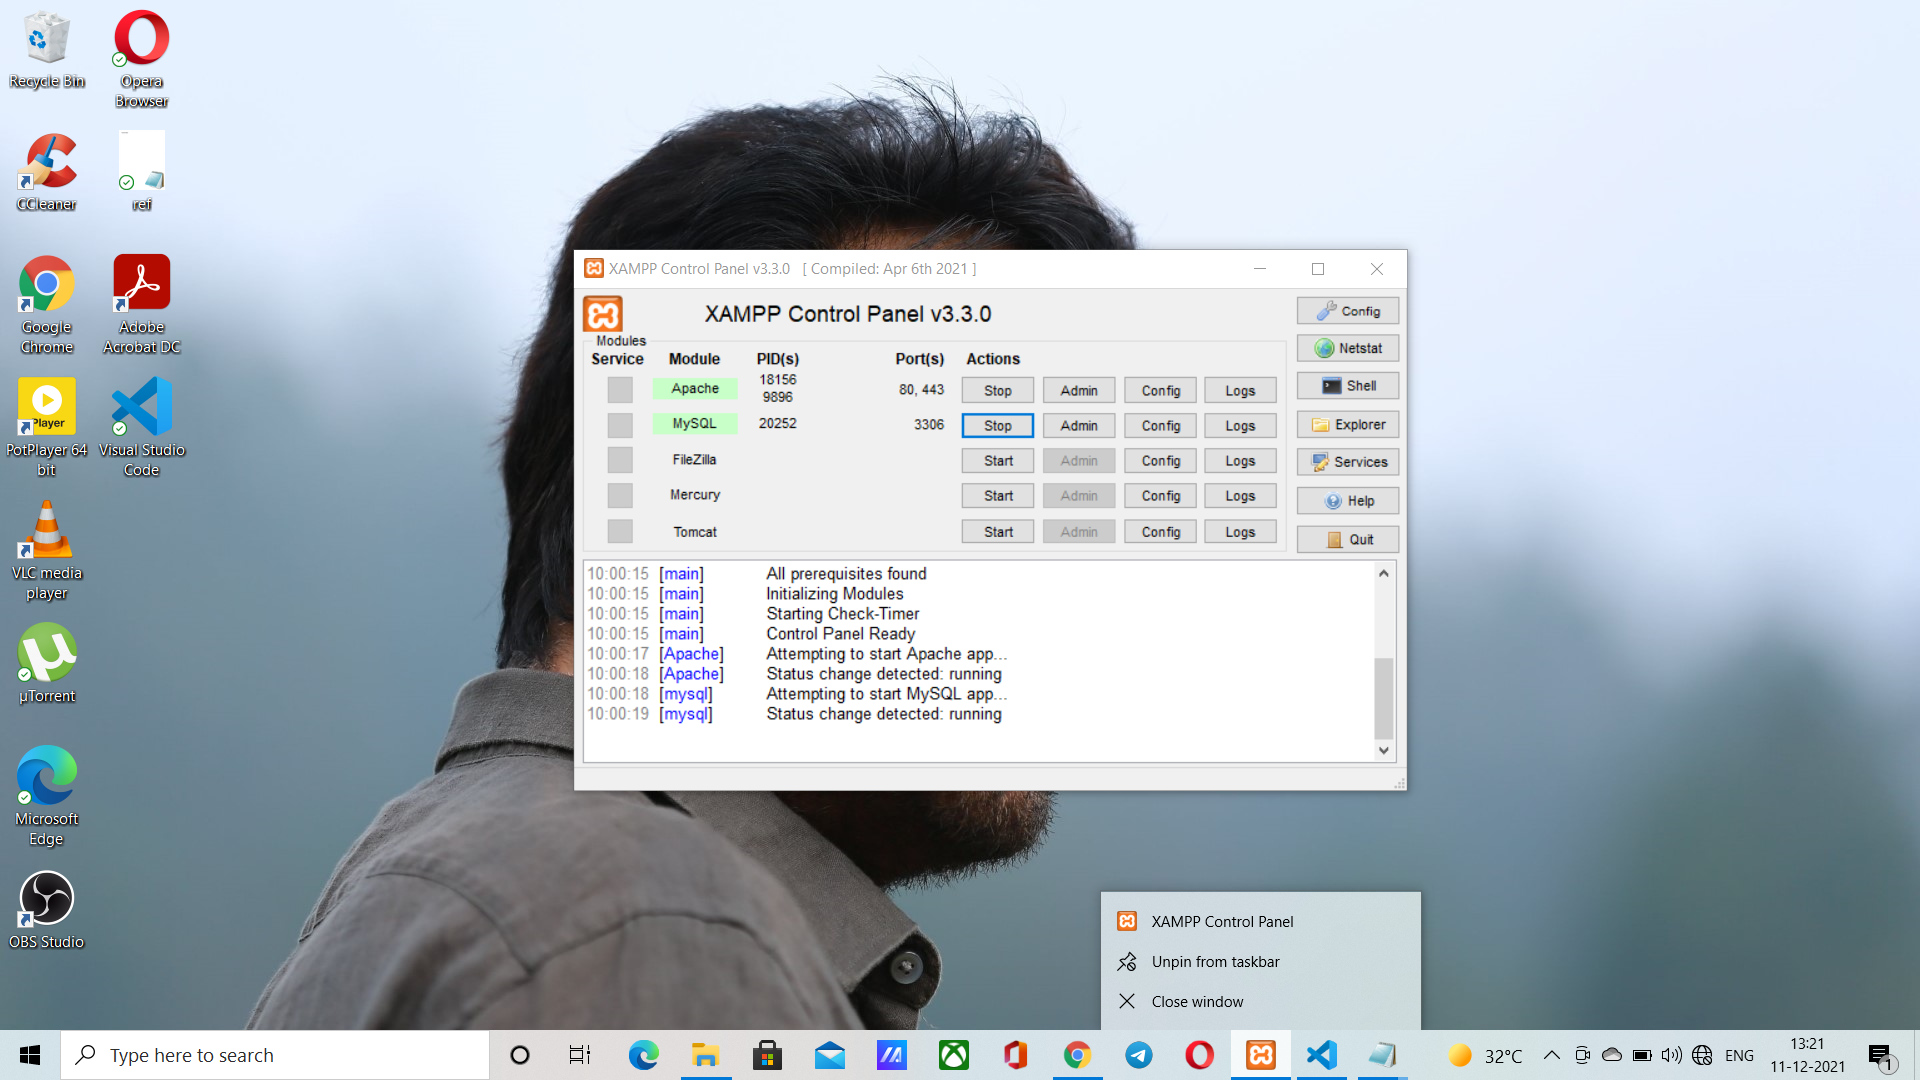 Recycle Bin
Opera
Browser
CCleaner
ref
Google
Chrome
Adobe
Acrobat DC
Player
PotPlayer 64
bit
Visual Studio
Code
VLC media
player
µTorrent
Microsoft
Edge
OBS Studio
XAMPP Control Panel v3.3.0 [ Compiled: Apr 6th 2021 ]
XAMPP Control Panel v3.3.0
Modules
Service Module PID(s) Port(s) Actions
Apache 18156 9896 80, 443 Stop Admin Config Logs
MySQL 20252 3306 Stop Admin Config Logs
FileZilla Start Admin Config Logs
Mercury Start Admin Config Logs
Tomcat Start Admin Config Logs
Config
Netstat
Shell
Explorer
Services
Help
Quit
10:00:15 [main] All prerequisites found
10:00:15 [main] Initializing Modules
10:00:15 [main] Starting Check-Timer
10:00:15 [main] Control Panel Ready
10:00:17 [Apache] Attempting to start Apache app...
10:00:18 [Apache] Status change detected: running
10:00:18 [mysql] Attempting to start MySQL app...
10:00:19 [mysql] Status change detected: running
XAMPP Control Panel
Unpin from taskbar
Close window
Type here to search
32°C
ENG
13:21
11-12-2021
1